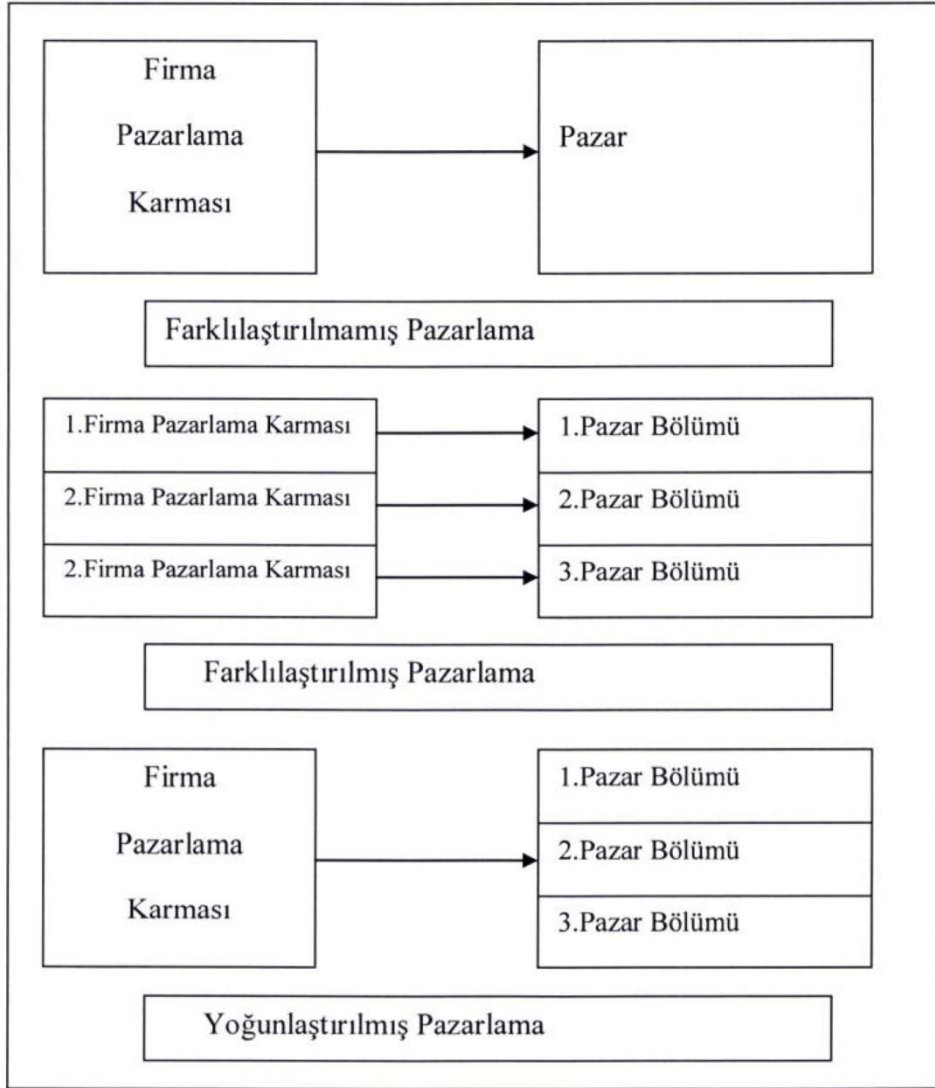 Firma
Pazarlama
Karması
Pazar
Farklılaştırılmamış Pazarlama
1.Firma Pazarlama Karması
1.Pazar Bölümü
2.Firma Pazarlama Karması
2.Pazar Bölümü
2.Firma Pazarlama Karması
3.Pazar Bölümü
Farklılaştırılmış Pazarlama
Firma
Pazarlama
Karması
1.Pazar Bölümü
2.Pazar Bölümü
3.Pazar Bölümü
Yoğunlaştırılmış Pazarlama